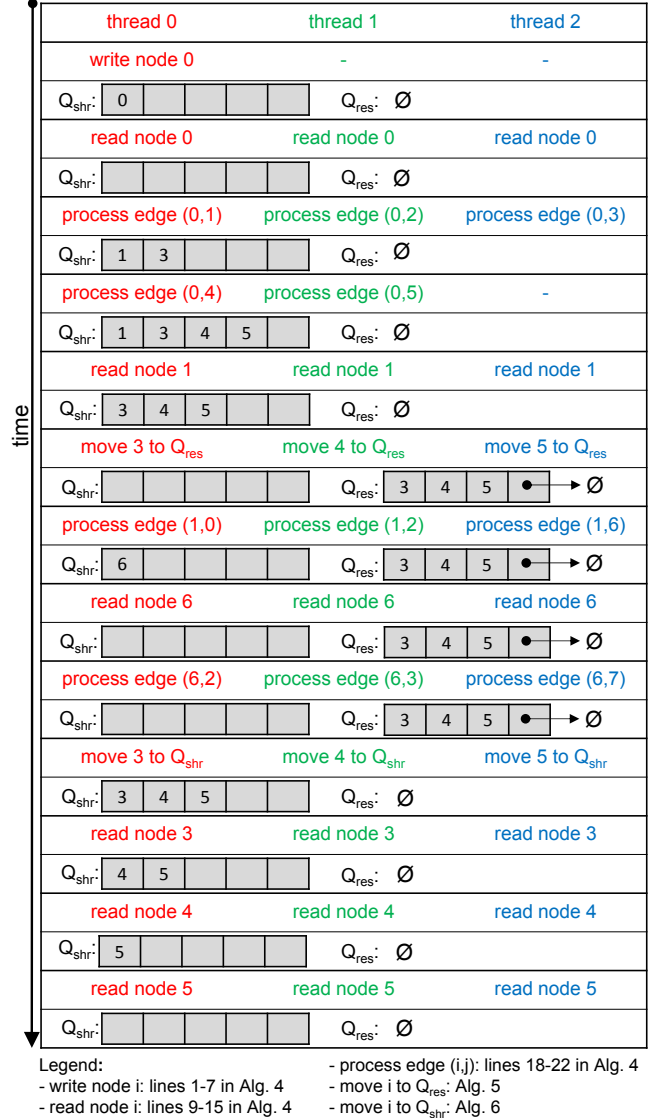 thread 0 thread 1 thread 2
write node 0 - -
Qshr: 0 Qres: Ø
read node 0 read node 0 read node 0
Qshr: Qres: Ø
process edge (0,1) process edge (0,2) process edge (0,3)
Qshr: 1 3 Qres: Ø
process edge (0,4) process edge (0,5) -
Qshr: 1 3 4 5 Qres: Ø
read node 1 read node 1 read node 1
Qshr: 3 4 5 Qres: Ø
move 3 to Qres move 4 to Qres move 5 to Qres
Qshr: Qres: 3 4 5 Ø
process edge (1,0) process edge (1,2) process edge (1,6)
Qshr: 6 Qres: 3 4 5 Ø
read node 6 read node 6 read node 6
Qshr: Qres: 3 4 5 Ø
process edge (6,2) process edge (6,3) process edge (6,7)
Qshr: Qres: 3 4 5 Ø
move 3 to Qshr move 4 to Qshr move 5 to Qshr
Qshr: 3 4 5 Qres: Ø
read node 3 read node 3 read node 3
Qshr: 4 5 Qres: Ø
read node 4 read node 4 read node 4
Qshr: 5 Qres: Ø
read node 5 read node 5 read node 5
Qshr: Qres: Ø
time
Legend:
- write node i: lines 1-7 in Alg. 4
- read node i: lines 9-15 in Alg. 4
- process edge (i,j): lines 18-22 in Alg. 4
- move i to Qres: Alg. 5
- move i to Qshr: Alg. 6